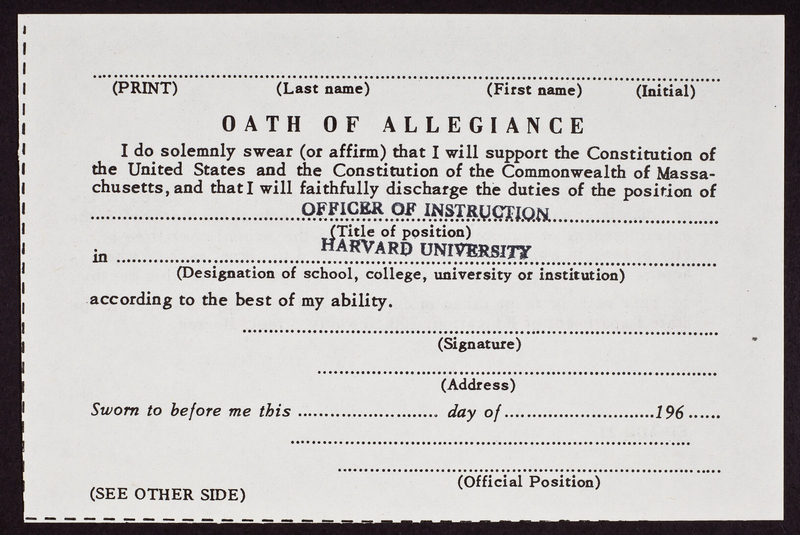 (PRINT) (Last name) (First name) (Initial)
OATH OF ALLEGIANCE
I do solemnly swear (or affirm) that I will support the Constitution of
the United States and the Constitution of the Commonwealth of Massa-
chusetts, and that I will faithfully discharge the duties of the position of
OFFICER OF INSTRUCTION
(Title of position)
HARVARD UNIVERSITY
in
(Designation of school, college, university or institution)
according to the best of my ability.
(Signature)
(Address)
Sworn to before me this ........................ day of ........................ 196 ......
(Official Position)
(SEE OTHER SIDE)